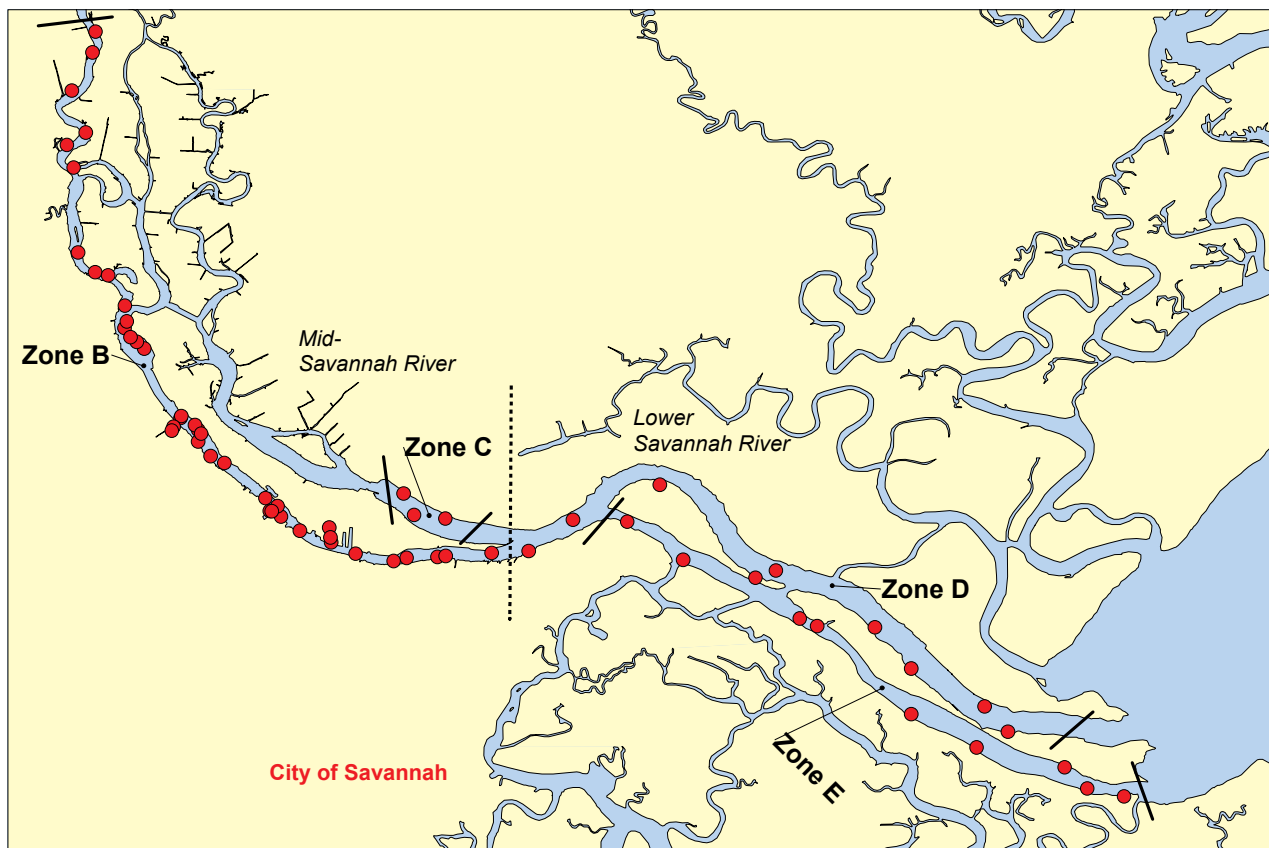 Mid-
Savannah River
Zone B
Lower
Savannah River
Zone C
Zone D
Zone E
City of Savannah